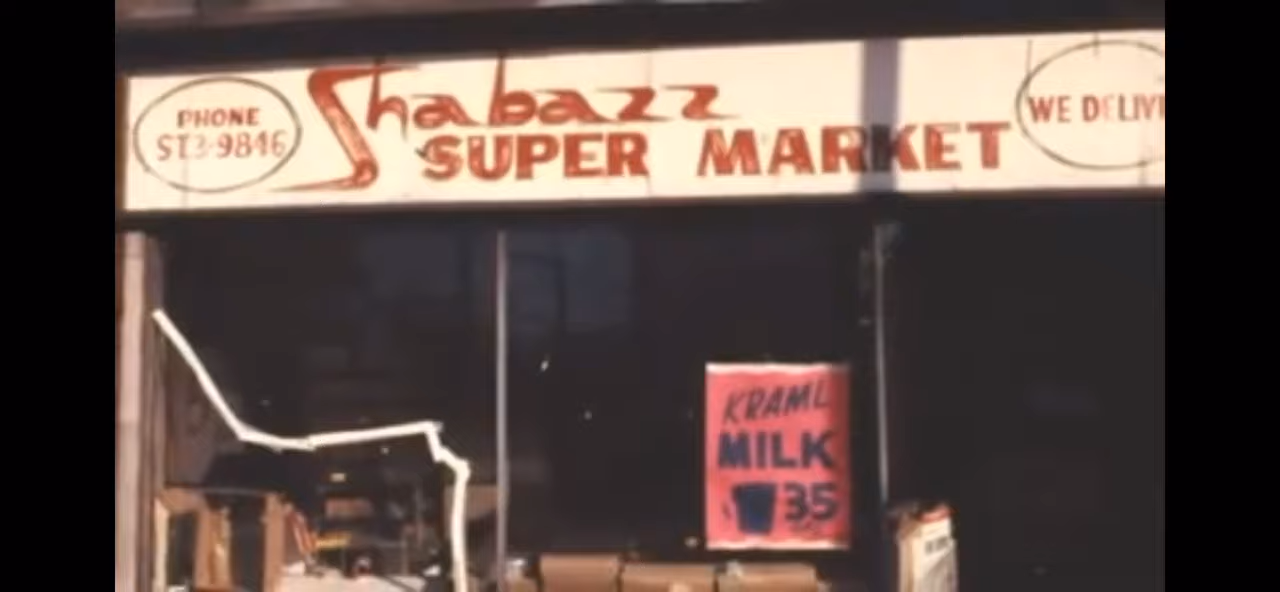 PHONE
ST3-9846
Shabazz
SUPER MARKET
WE DELIV
KRAML
MILK
35